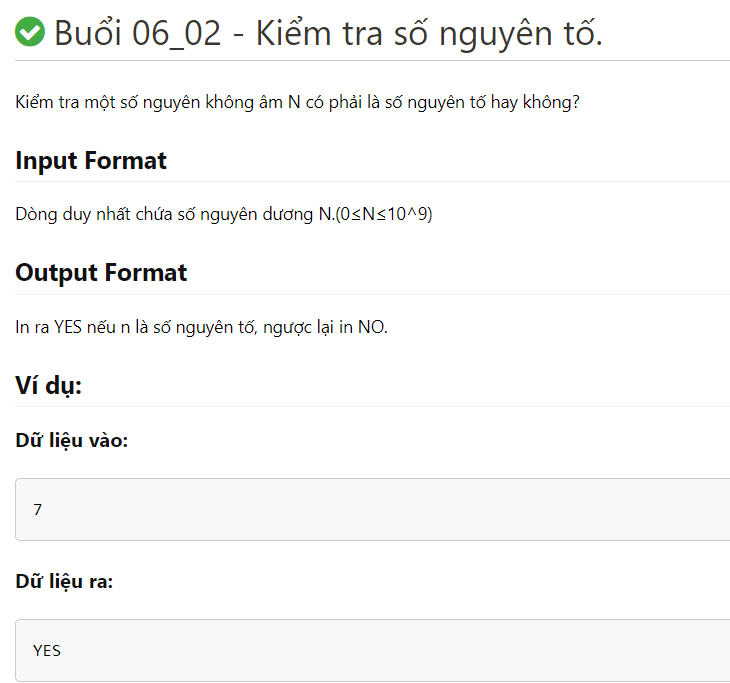 Buổi 06_02 - Kiểm tra số nguyên tố.
Kiểm tra một số nguyên không âm N có phải là số nguyên tố hay không?
Input Format
Dòng duy nhất chứa số nguyên dương N.(0≤N≤10^9)
Output Format
In ra YES nếu n là số nguyên tố, ngược lại in NO.
Ví dụ:
Dữ liệu vào:
7
Dữ liệu ra:
YES